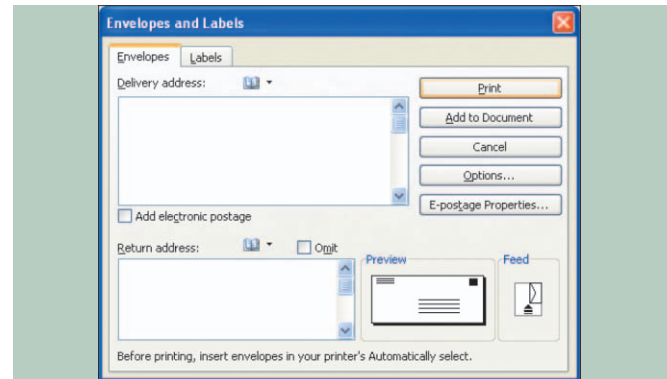 Envelopes and Labels
Envelopes Labels
Delivery address:
Print
Add to Document
Cancel
Options...
E-postage Properties...
Add electronic postage
Return address: Omit
Preview Feed
Before printing, insert envelopes in your printer's Automatically select.